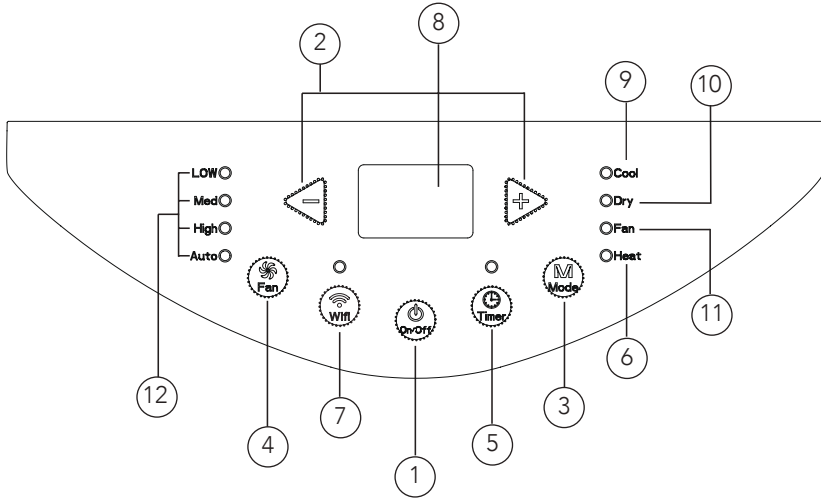 2
8
9
10
LOW
Med
High
Auto
− +
Cool
Dry
Fan
Heat
Fan
Wifi
On/Off
Timer
M
Mode
12
4
7
1
5
3
6
11